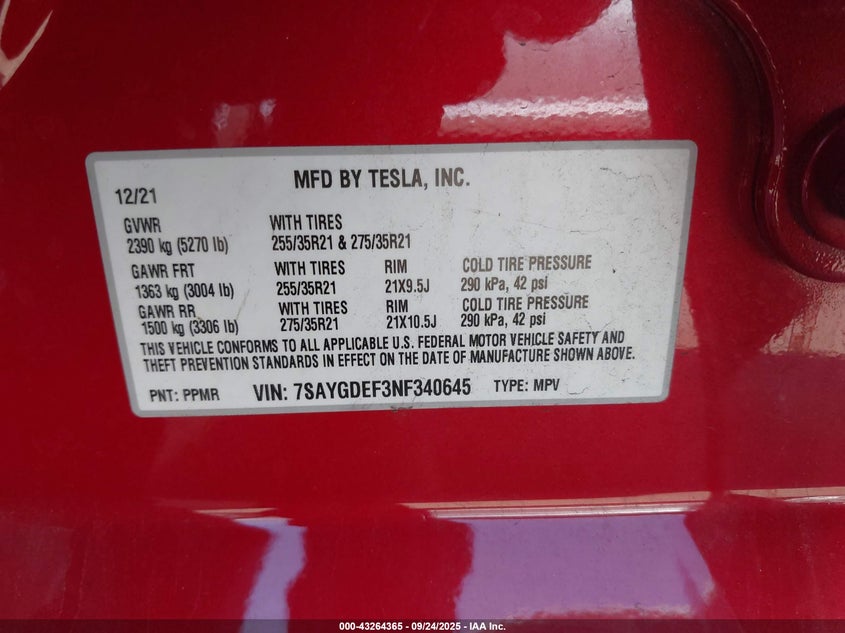 MFD BY TESLA, INC.
12/21
GVWR WITH TIRES
2390 kg (5270 lb) 255/35R21 & 275/35R21
GAWR FRT WITH TIRES RIM COLD TIRE PRESSURE
1363 kg (3004 lb) 255/35R21 21X9.5J 290 kPa, 42 psi
GAWR RR WITH TIRES RIM COLD TIRE PRESSURE
1500 kg (3306 lb) 275/35R21 21X10.5J 290 kPa, 42 psi
THIS VEHICLE CONFORMS TO ALL APPLICABLE U.S. FEDERAL MOTOR VEHICLE SAFETY AND
THEFT PREVENTION STANDARDS IN EFFECT ON THE DATE OF MANUFACTURE SHOWN ABOVE.
PNT: PPMR VIN: 7SAYGDEF3NF340645 TYPE: MPV
000-43264365 - 09/24/2025 - IAA Inc.